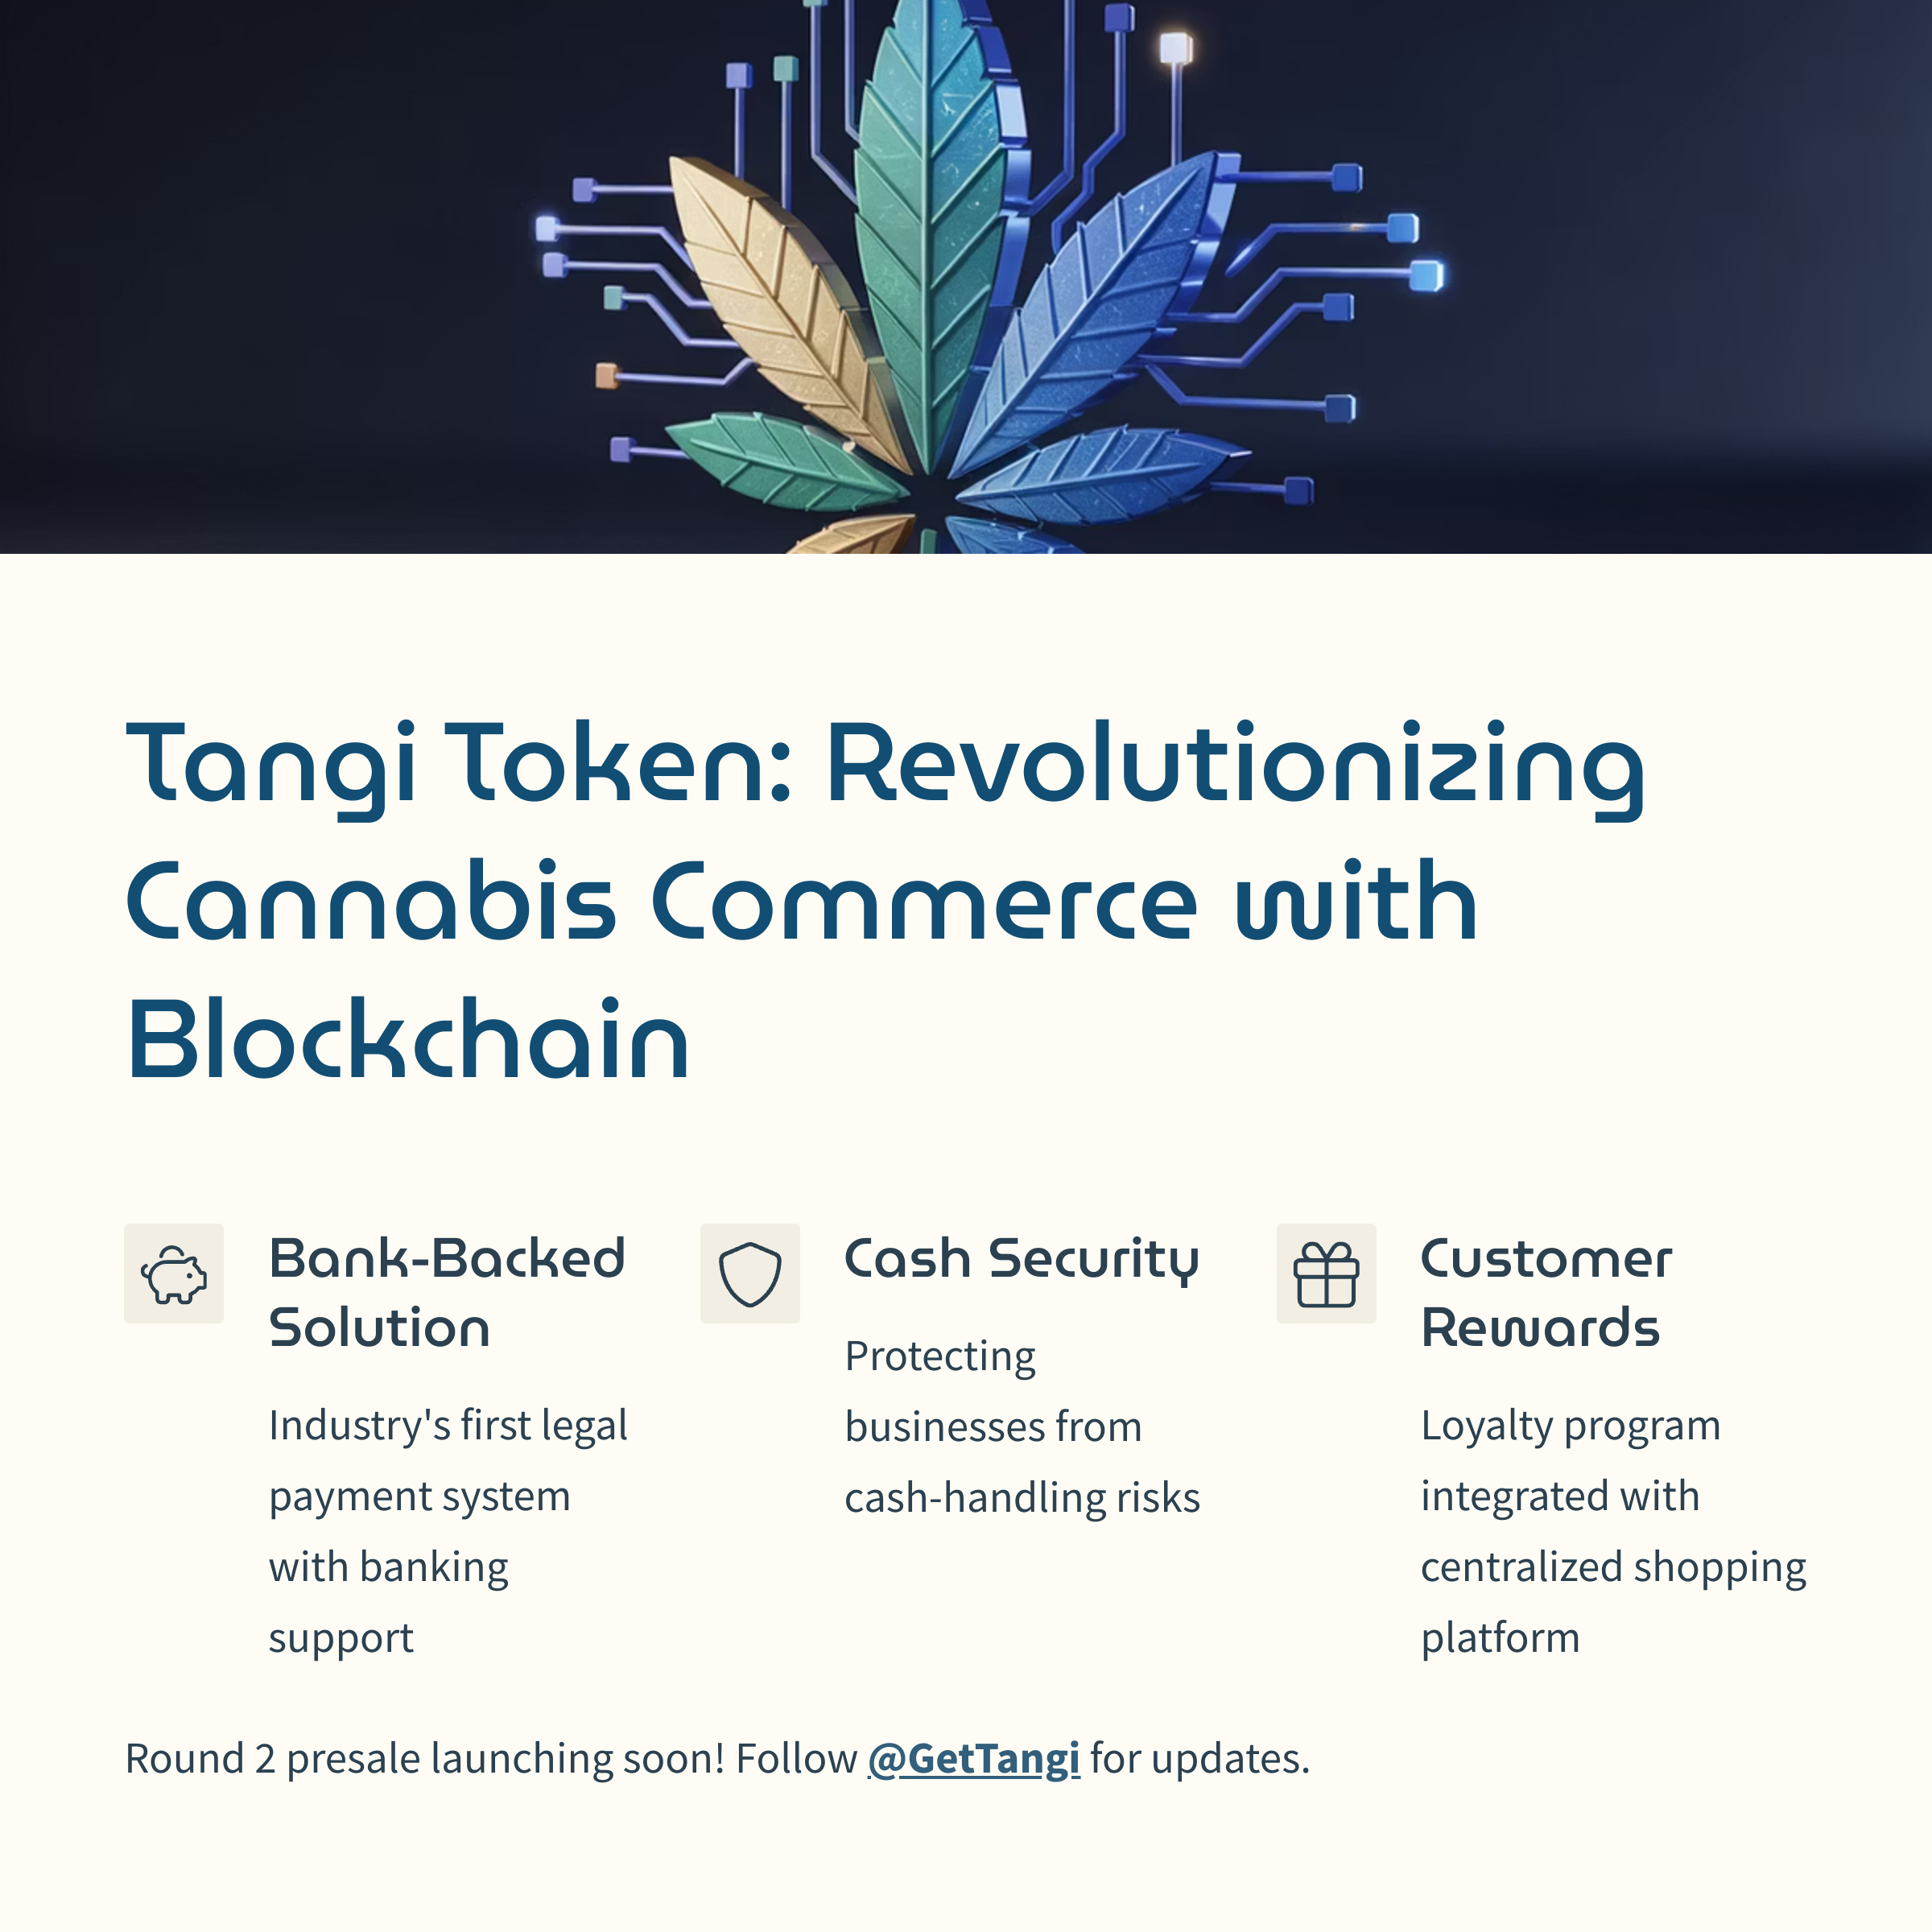 Tangi Token: Revolutionizing
Cannabis Commerce with
Blockchain
Bank-Backed
Solution
Industry's first legal
payment system
with banking
support
Cash Security
Protecting
businesses from
cash-handling risks
Customer
Rewards
Loyalty program
integrated with
centralized shopping
platform
Round 2 presale launching soon! Follow @GetTangi for updates.